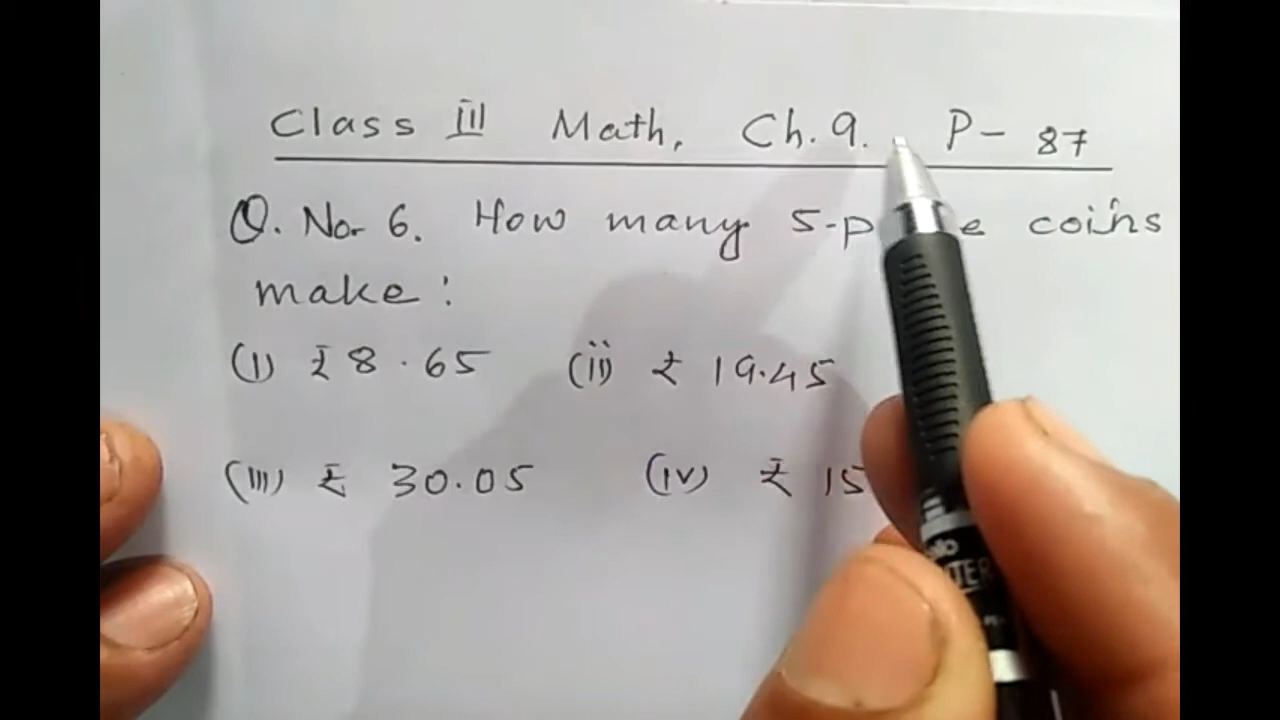 Class III Math, Ch. 9. P- 87
Q. No. 6. How many 5- coins
make :
(i) ₹ 8.65 (ii) ₹ 19.45
(iii) ₹ 30.05 (iv) ₹ 15